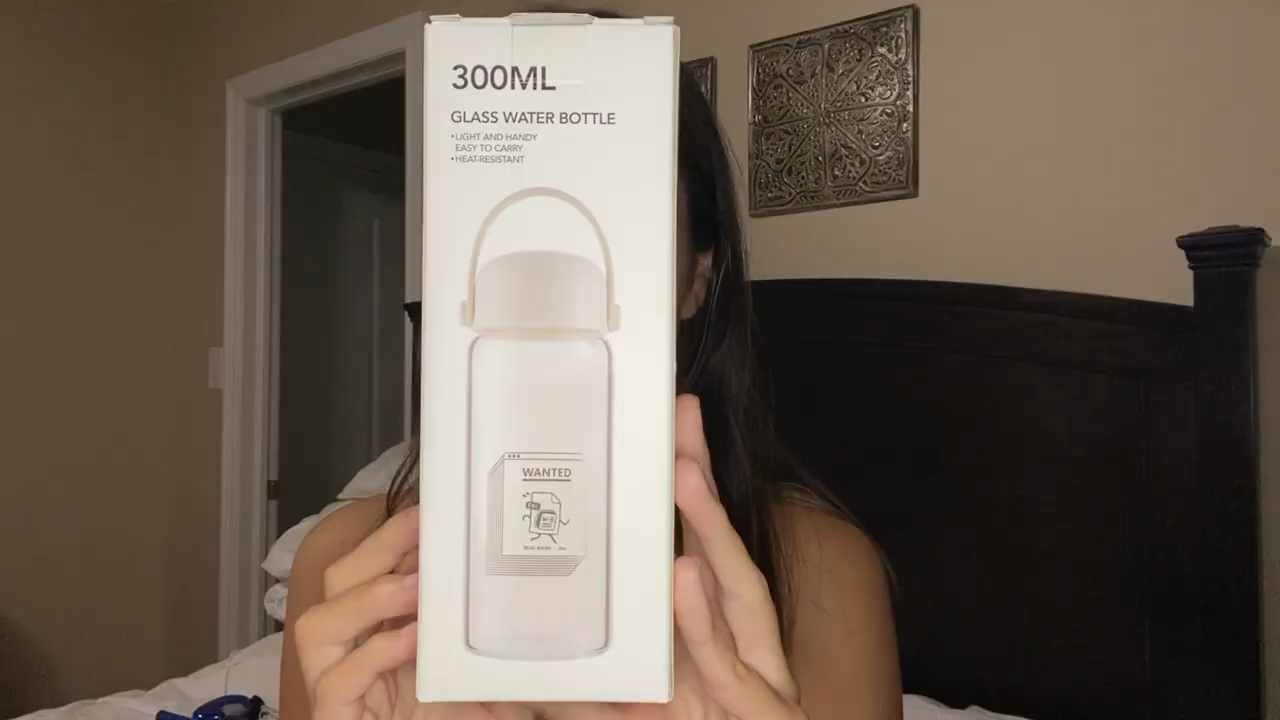 300ML
GLASS WATER BOTTLE
•LIGHT AND HANDY
EASY TO CARRY
•HEAT-RESISTANT
WANTED